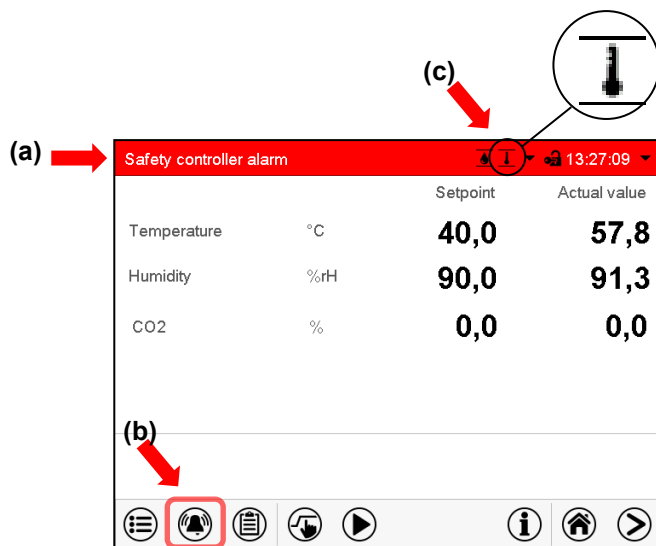 (c)
(a)
Safety controller alarm 13:27:09
Setpoint Actual value
Temperature °C 40,0 57,8
Humidity %rH 90,0 91,3
CO2 % 0,0 0,0
(b)